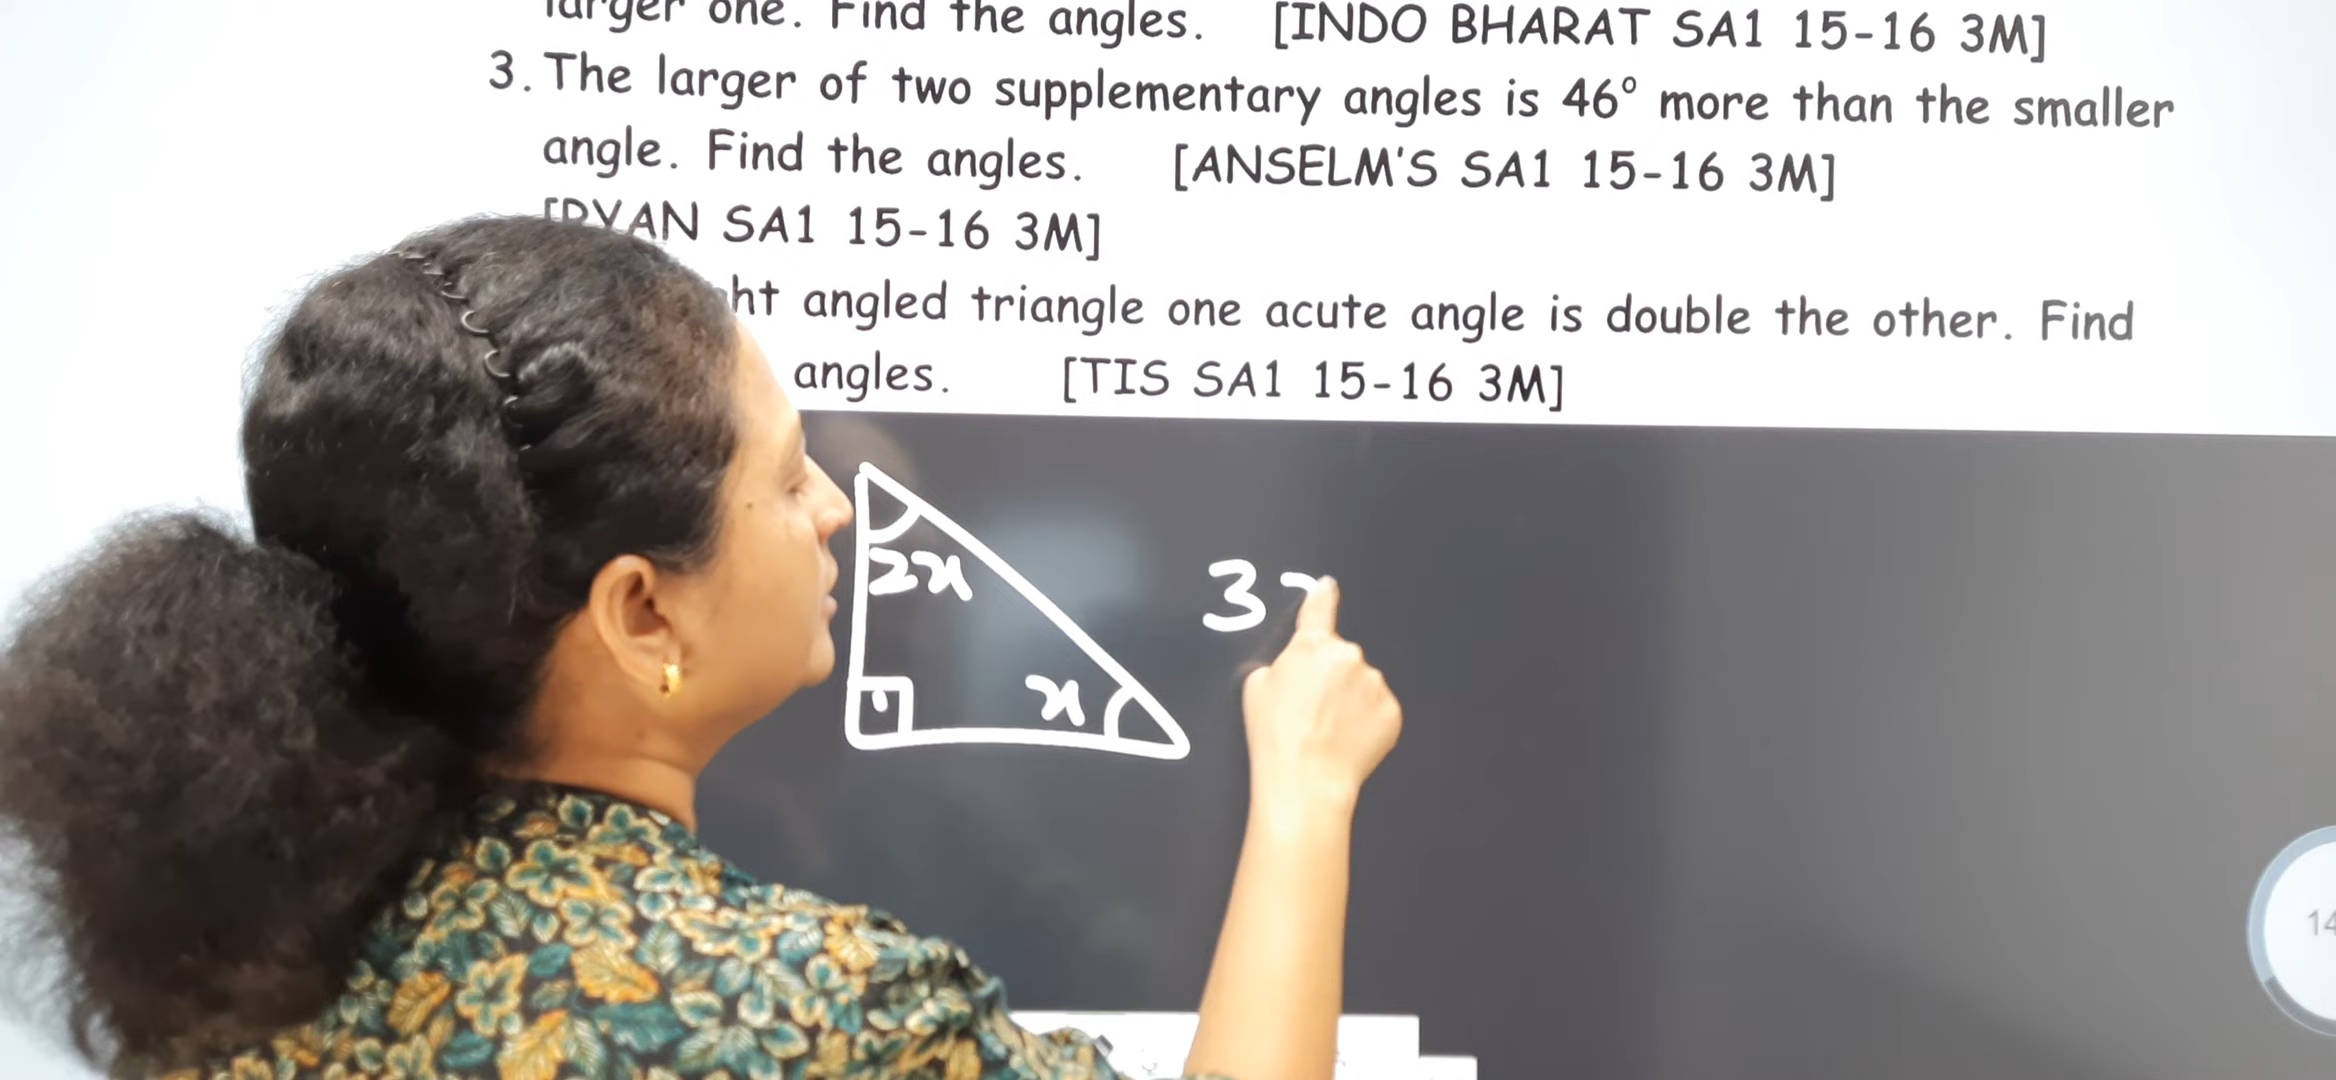 larger one. Find the angles. [INDO BHARAT SA1 15-16 3M]
3. The larger of two supplementary angles is 46° more than the smaller
angle. Find the angles. [ANSELM'S SA1 15-16 3M]
[RYAN SA1 15-16 3M]
ht angled triangle one acute angle is double the other. Find
angles. [TIS SA1 15-16 3M]
2x
3
x
14